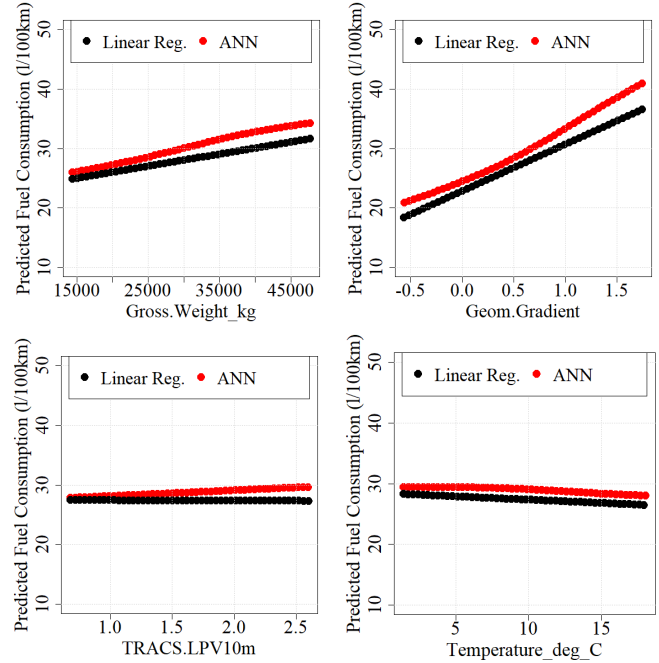 Predicted Fuel Consumption (l/100km)
50
40
30
20
10
Linear Reg. ANN
15000 25000 35000 45000
Gross.Weight_kg
Predicted Fuel Consumption (l/100km)
50
40
30
20
10
Linear Reg. ANN
-0.5 0.0 0.5 1.0 1.5
Geom.Gradient
Predicted Fuel Consumption (l/100km)
50
40
30
20
10
Linear Reg. ANN
1.0 1.5 2.0 2.5
TRACS.LPV10m
Predicted Fuel Consumption (l/100km)
50
40
30
20
10
Linear Reg. ANN
5 10 15
Temperature_deg_C